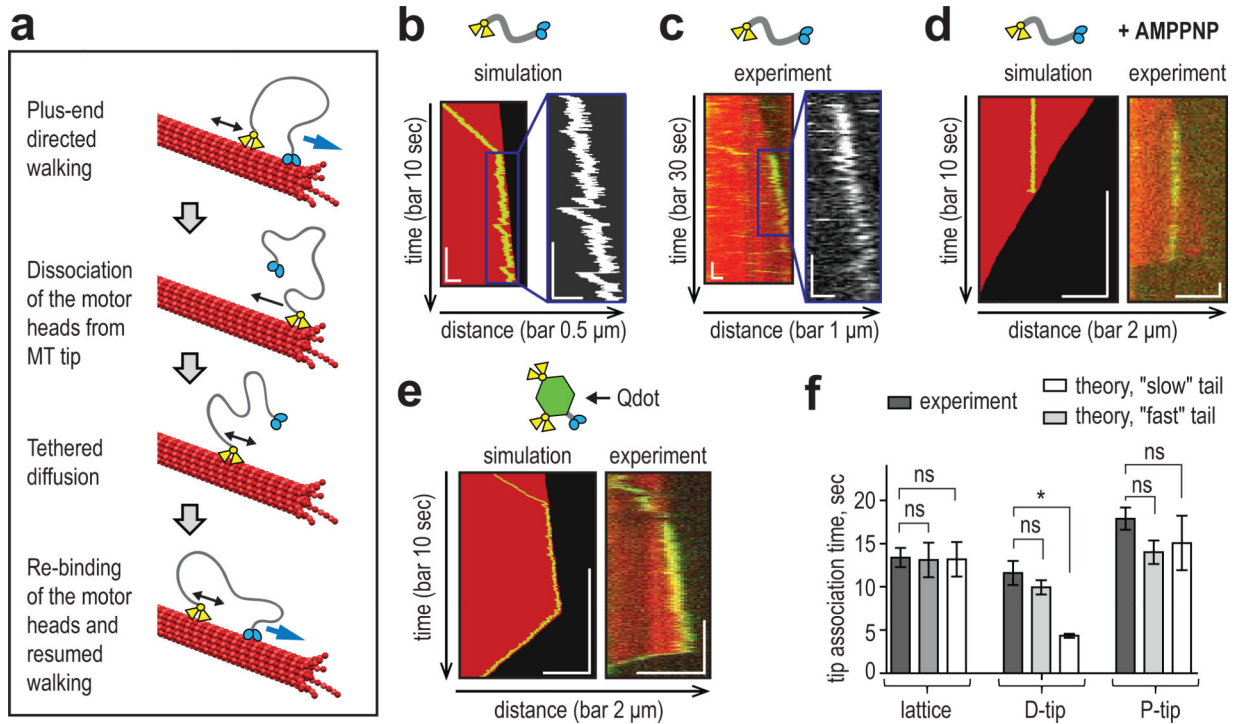 a
Plus-end
directed
walking
Dissociation
of the motor
heads from
MT tip
Tethered
diffusion
Re-binding
of the motor
heads and
resumed
walking
b
simulation
time (bar 10 sec)
distance (bar 0.5 µm)
c
experiment
time (bar 30 sec)
distance (bar 1 µm)
d
+ AMPPNP
simulation
experiment
time (bar 10 sec)
distance (bar 2 µm)
e
Qdot
simulation
experiment
time (bar 10 sec)
distance (bar 2 µm)
f
experiment
theory, "slow" tail
theory, "fast" tail
tip association time, sec
20
15
10
5
0
ns
ns
*
ns
ns
ns
lattice
D-tip
P-tip